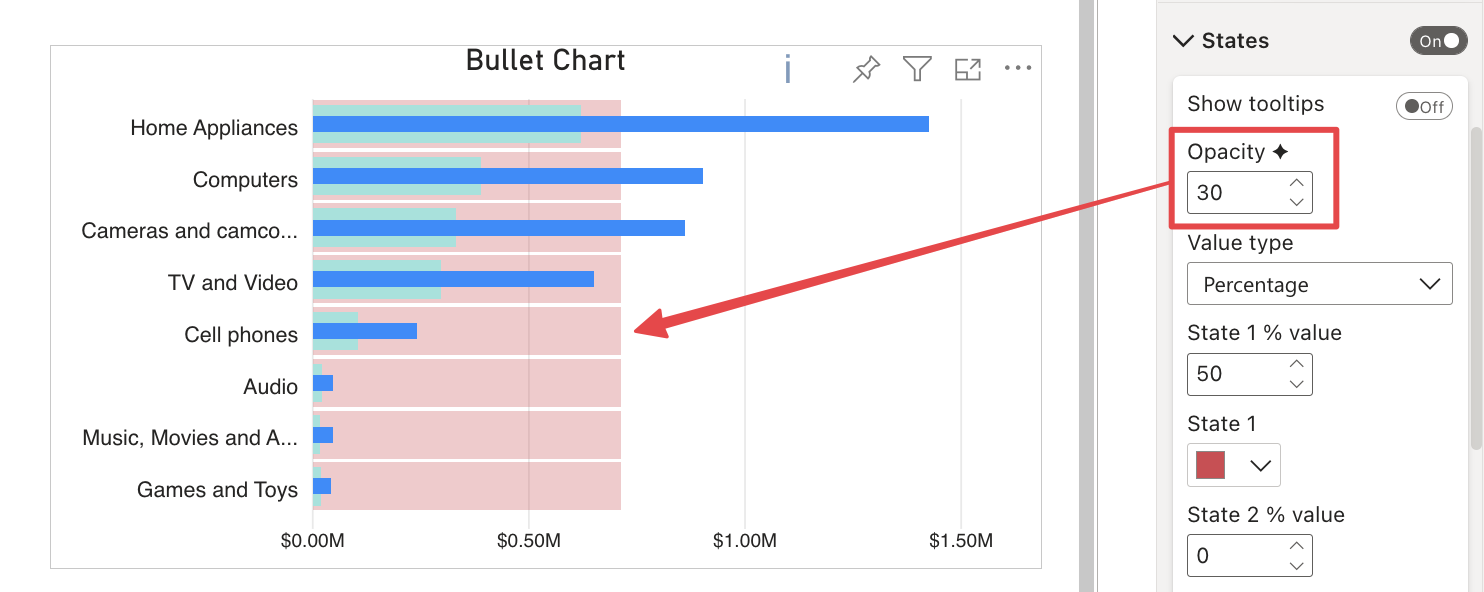 Bullet Chart
Home Appliances
Computers
Cameras and camco...
TV and Video
Cell phones
Audio
Music, Movies and A...
Games and Toys
$0.00M $0.50M $1.00M $1.50M
States
On
Show tooltips
Off
Opacity
30
Value type
Percentage
State 1 % value
50
State 1
State 2 % value
0